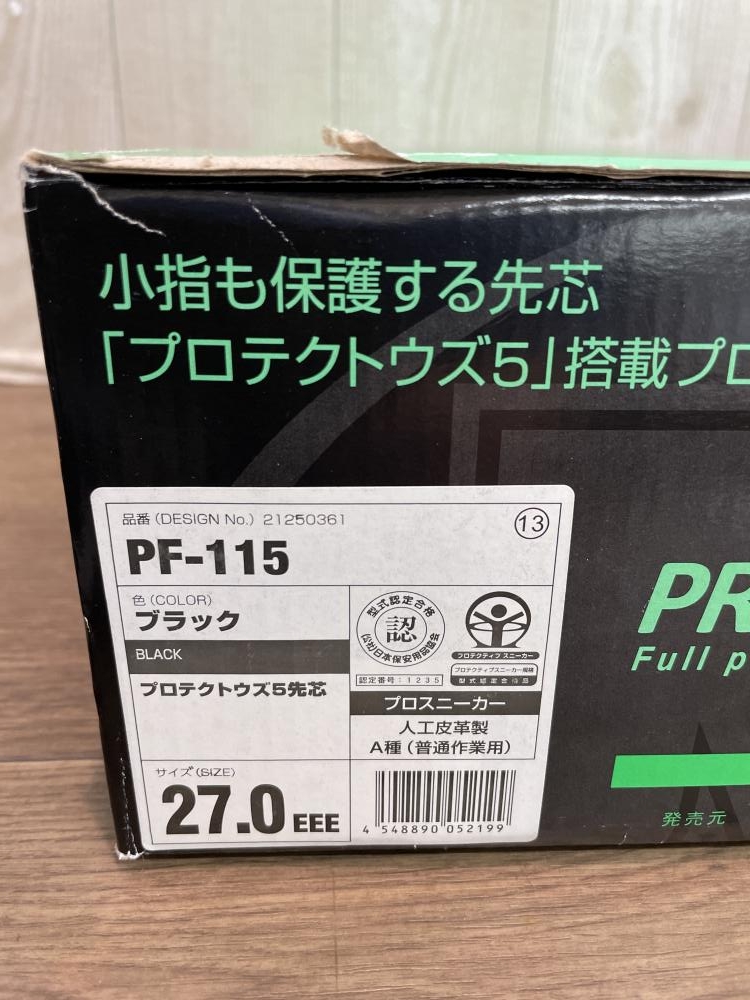 小指も保護する先芯
「プロテクトウズ5」搭載プロ
品番(DESIGN No.) 21250361
⑬
PF-115
色(COLOR)
ブラック
BLACK
プロテクトウズ5先芯
型式認定合格
認
(公社)日本保安用品協会
認定番号:1235
プロテクティブ スニーカー
プロテクティブスニーカー規格
型式認定合格品
プロスニーカー
人工皮革製
A種(普通作業用)
サイズ(SIZE)
27.0 EEE
4 548890 052199
PR
Full p
発売元